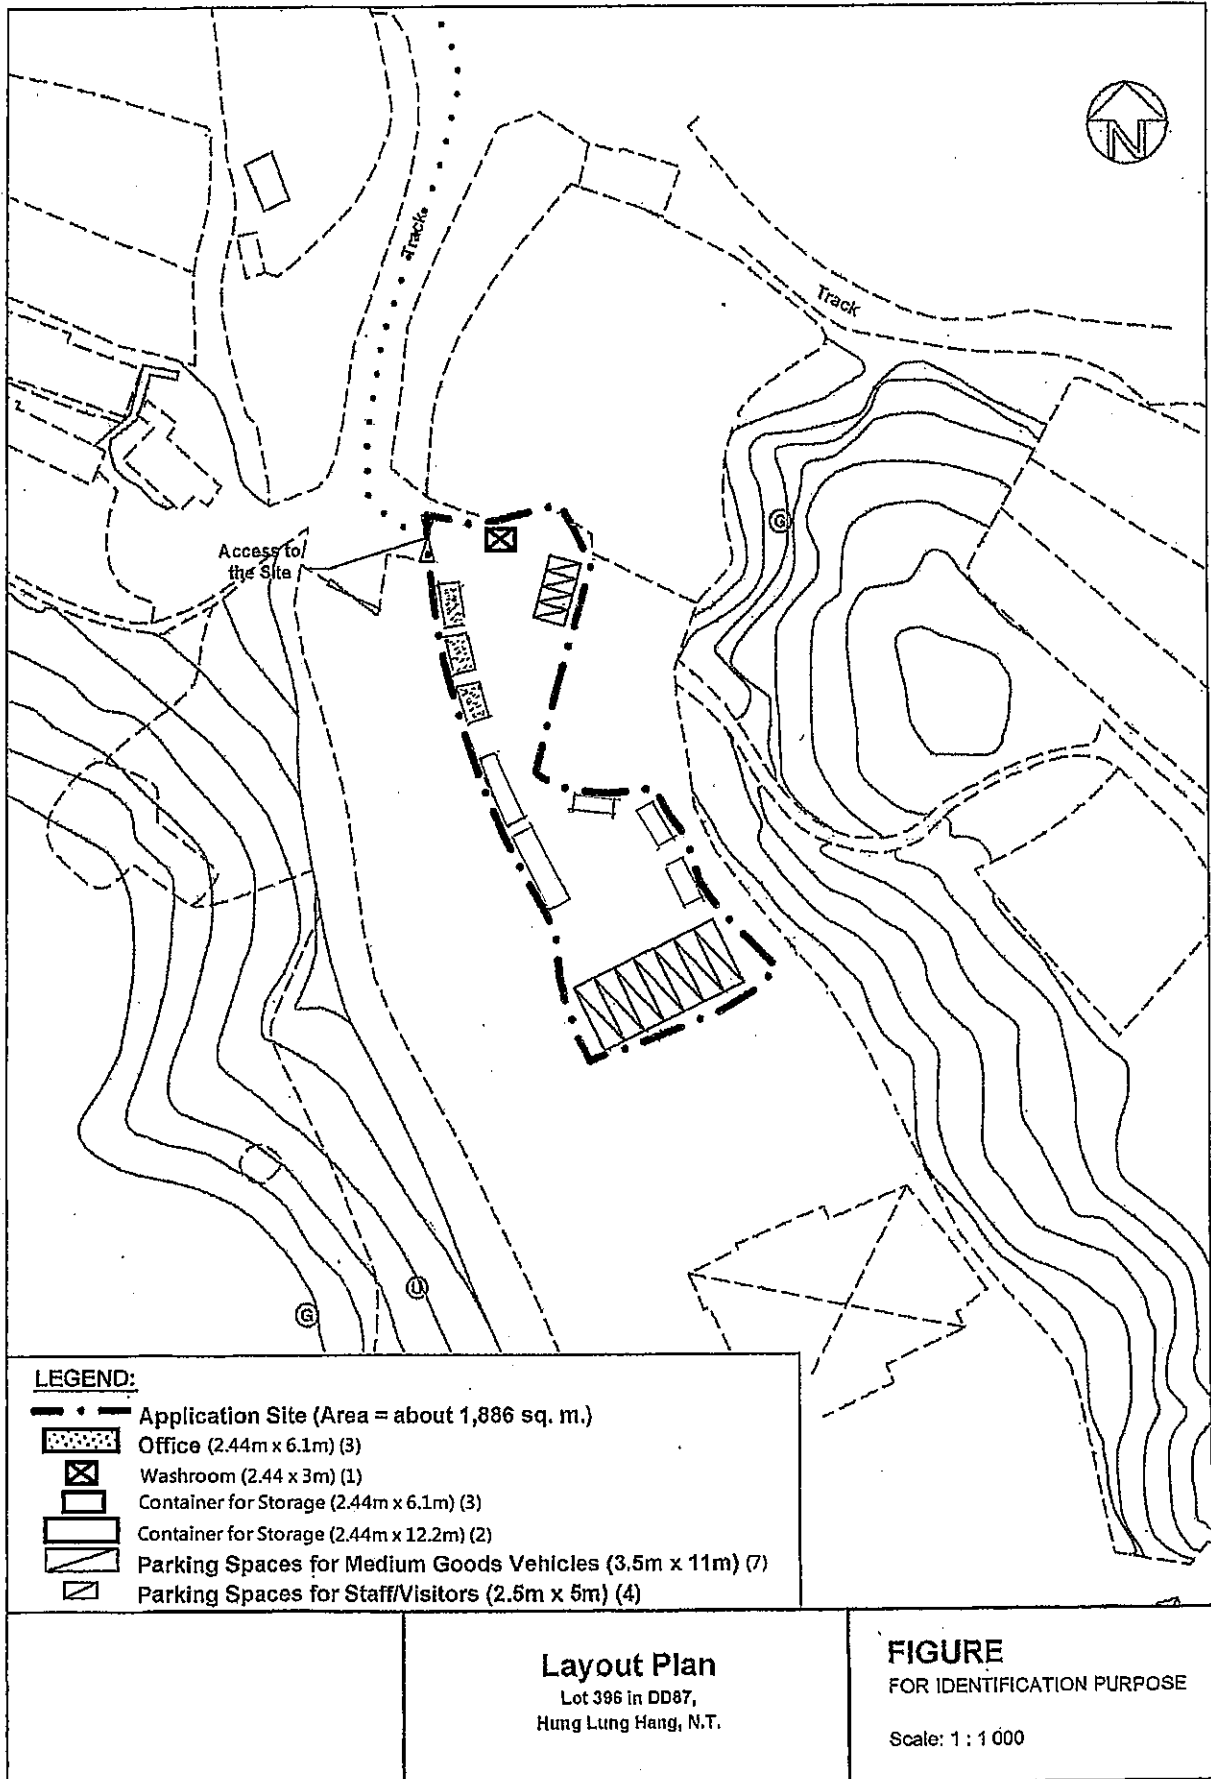 N
Track
Track
G
Access to
the Site
U
G
LEGEND:
Application Site (Area = about 1,886 sq. m.)
Office (2.44m x 6.1m) (3)
Washroom (2.44 x 3m) (1)
Container for Storage (2.44m x 6.1m) (3)
Container for Storage (2.44m x 12.2m) (2)
Parking Spaces for Medium Goods Vehicles (3.5m x 11m) (7)
Parking Spaces for Staff/Visitors (2.5m x 5m) (4)
Layout Plan
Lot 396 in DD87,
Hung Lung Hang, N.T.
FIGURE
FOR IDENTIFICATION PURPOSE
Scale: 1 : 1 000